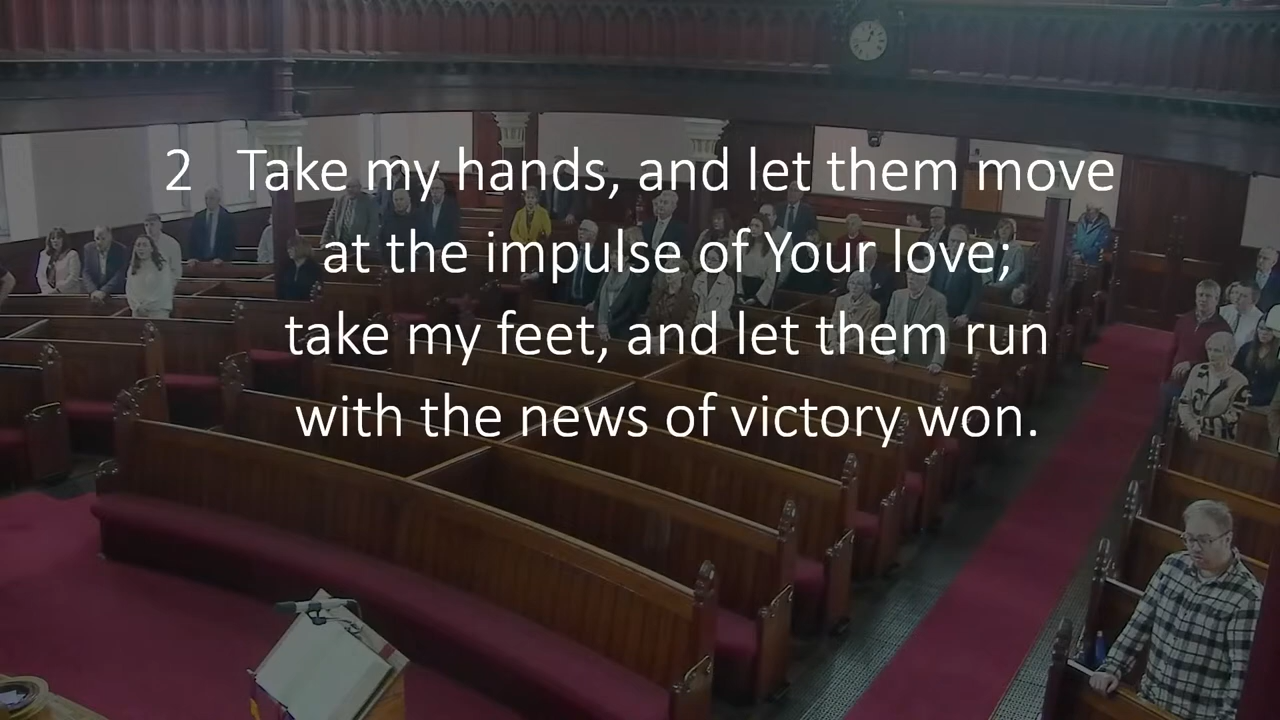 2 Take my hands, and let them move
at the impulse of Your love;
take my feet, and let them run
with the news of victory won.